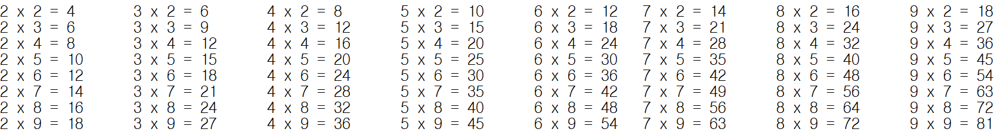 2 x 2 = 4 3 x 2 = 6 4 x 2 = 8 5 x 2 = 10 6 x 2 = 12 7 x 2 = 14 8 x 2 = 16 9 x 2 = 18
2 x 3 = 6 3 x 3 = 9 4 x 3 = 12 5 x 3 = 15 6 x 3 = 18 7 x 3 = 21 8 x 3 = 24 9 x 3 = 27
2 x 4 = 8 3 x 4 = 12 4 x 4 = 16 5 x 4 = 20 6 x 4 = 24 7 x 4 = 28 8 x 4 = 32 9 x 4 = 36
2 x 5 = 10 3 x 5 = 15 4 x 5 = 20 5 x 5 = 25 6 x 5 = 30 7 x 5 = 35 8 x 5 = 40 9 x 5 = 45
2 x 6 = 12 3 x 6 = 18 4 x 6 = 24 5 x 6 = 30 6 x 6 = 36 7 x 6 = 42 8 x 6 = 48 9 x 6 = 54
2 x 7 = 14 3 x 7 = 21 4 x 7 = 28 5 x 7 = 35 6 x 7 = 42 7 x 7 = 49 8 x 7 = 56 9 x 7 = 63
2 x 8 = 16 3 x 8 = 24 4 x 8 = 32 5 x 8 = 40 6 x 8 = 48 7 x 8 = 56 8 x 8 = 64 9 x 8 = 72
2 x 9 = 18 3 x 9 = 27 4 x 9 = 36 5 x 9 = 45 6 x 9 = 54 7 x 9 = 63 8 x 9 = 72 9 x 9 = 81